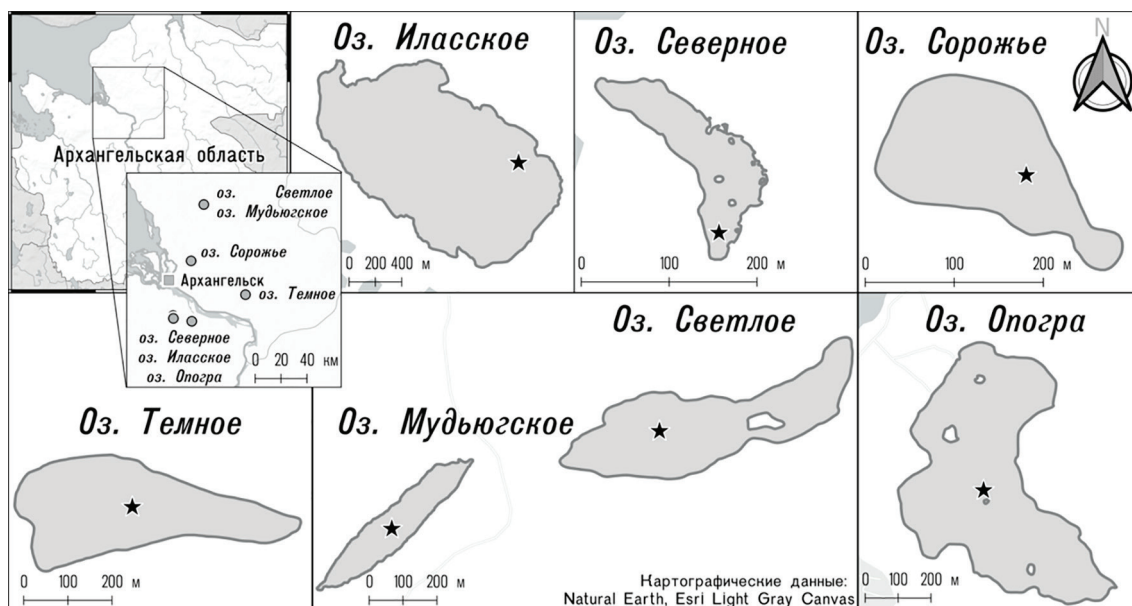 Архангельская область
оз. Светлое
оз. Мудьюгское
оз. Сорожье
Архангельск
оз. Темное
оз. Северное
оз. Иласское
оз. Опогра
0 20 40 км
Оз. Иласское
0 200 400 м
Оз. Северное
0 100 200 м
Оз. Сорожье
N
0 100 200 м
Оз. Темное
0 100 200 м
Оз. Мудьюгское
0 100 200 м
Оз. Светлое
Картографические данные:
Natural Earth, Esri Light Gray Canvas
Оз. Опогра
0 100 200 м